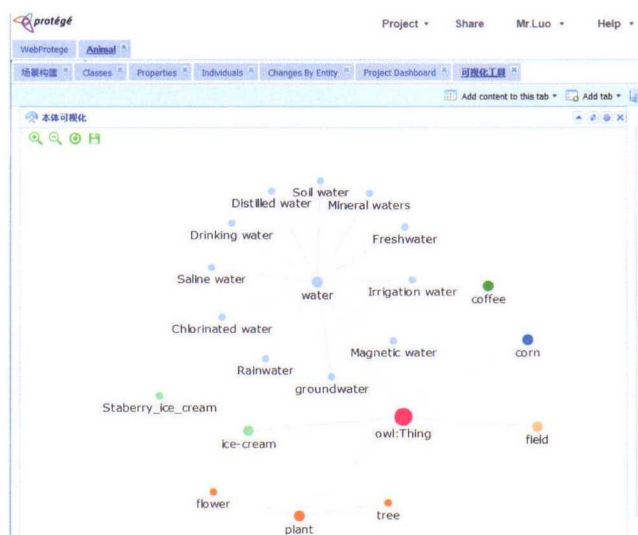 protégé
Project Share Mr.Luo Help
WebProtege Animal
场景构建 Classes Properties Individuals Changes By Entity Project Dashboard 可视化工具
Add content to this tab Add tab
本体可视化
Soil water
Distilled water Mineral waters
Drinking water Freshwater
Saline water Irrigation water
water coffee
Chlorinated water
Magnetic water corn
Rainwater
groundwater
Staberry_ice_cream
owl:Thing field
ice-cream
flower
tree
plant